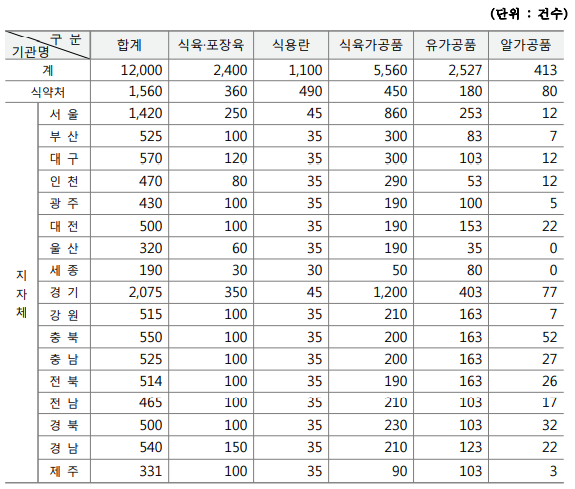 (단위 : 건수)
구 분
기관명 합계 식육·포장육 식용란 식육가공품 유가공품 알가공품
계 12,000 2,400 1,100 5,560 2,527 413
식약처 1,560 360 490 450 180 80
지자체
서 울 1,420 250 45 860 253 12
부 산 525 100 35 300 83 7
대 구 570 120 35 300 103 12
인 천 470 80 35 290 53 12
광 주 430 100 35 190 100 5
대 전 500 100 35 190 153 22
울 산 320 60 35 190 35 0
세 종 190 30 30 50 80 0
경 기 2,075 350 45 1,200 403 77
강 원 515 100 35 210 163 7
충 북 550 100 35 200 163 52
충 남 525 100 35 200 163 27
전 북 514 100 35 190 163 26
전 남 465 100 35 210 103 17
경 북 500 100 35 230 103 32
경 남 540 150 35 210 123 22
제 주 331 100 35 90 103 3